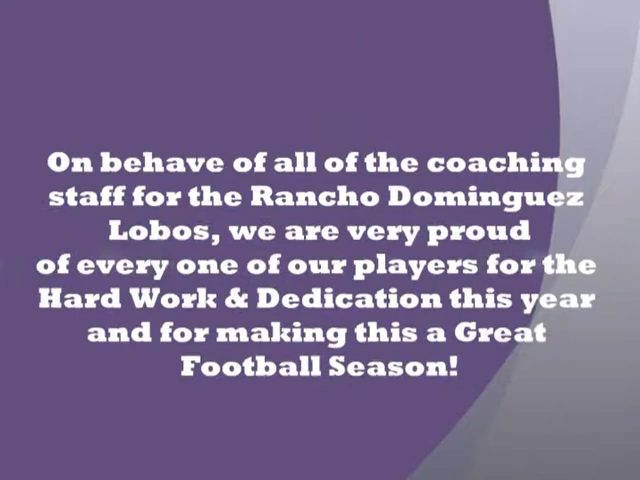 On behave of all of the coaching
staff for the Rancho Dominguez
Lobos, we are very proud
of every one of our players for the
Hard Work & Dedication this year
and for making this a Great
Football Season!